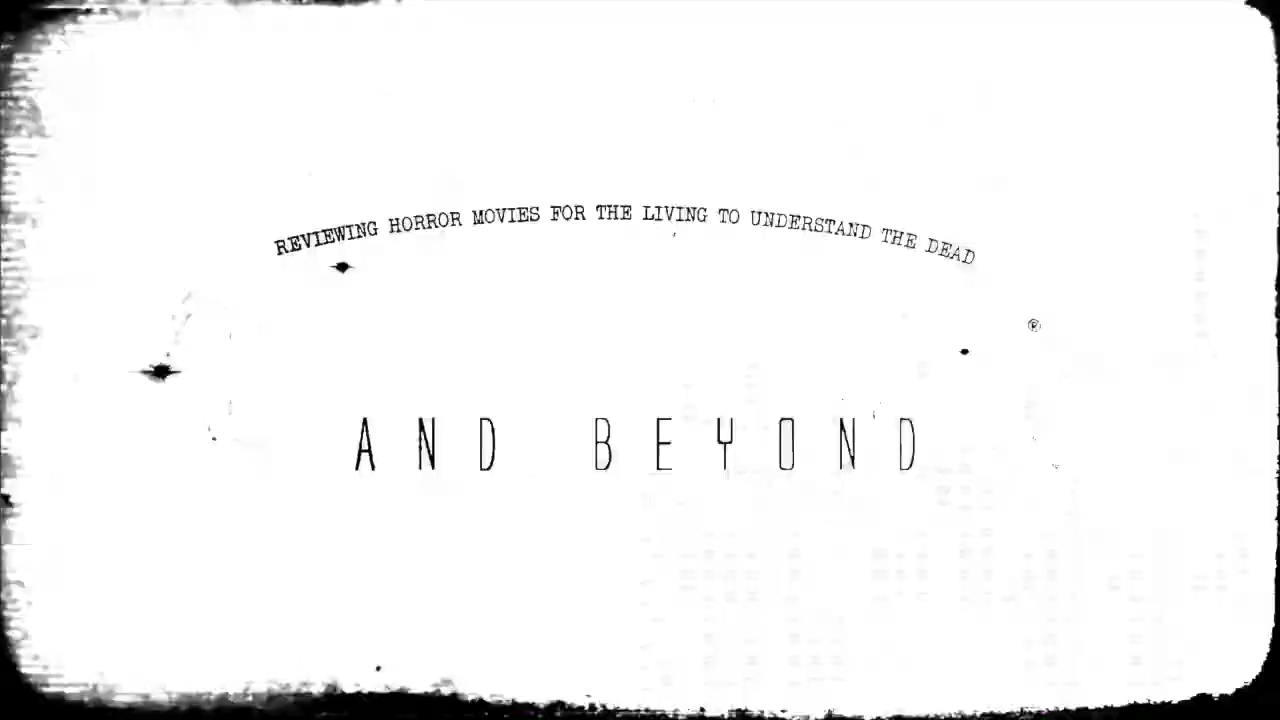 REVIEWING HORROR MOVIES FOR THE LIVING TO UNDERSTAND THE DEAD
®
AND BEYOND